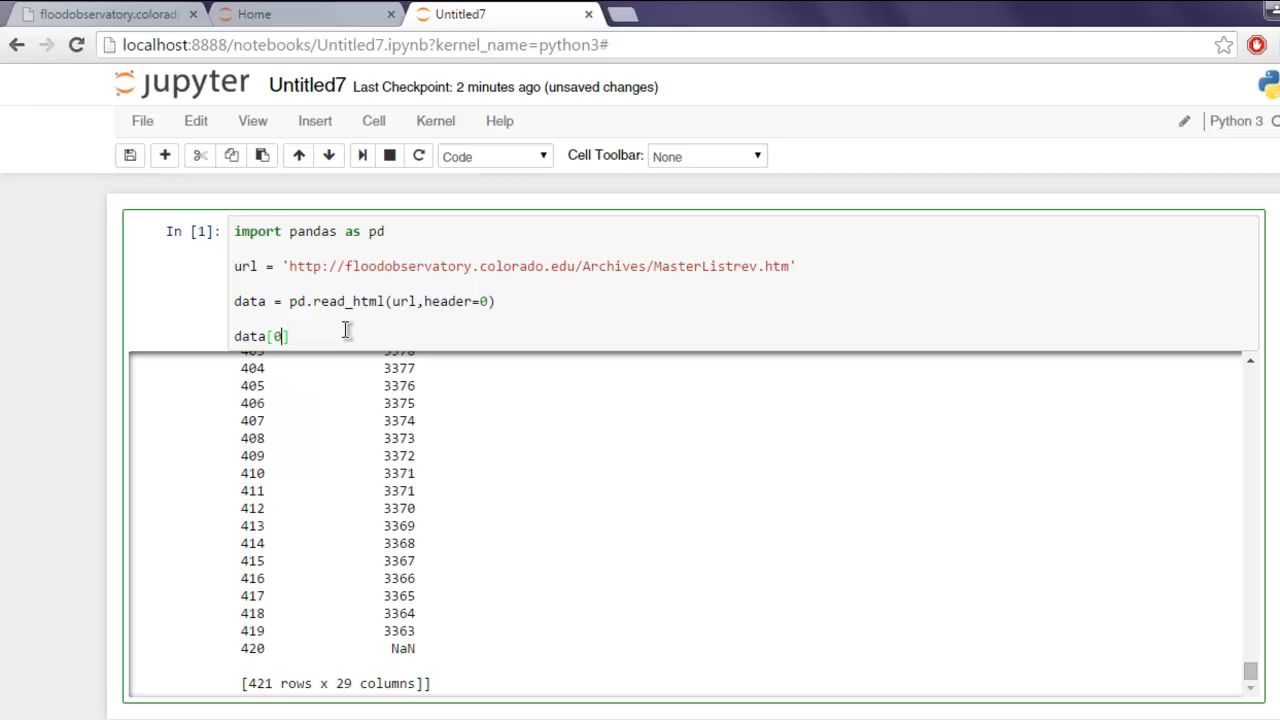 floodobservatory.colorad
Home
Untitled7
localhost:8888/notebooks/Untitled7.ipynb?kernel_name=python3#
jupyter Untitled7 Last Checkpoint: 2 minutes ago (unsaved changes)
File Edit View Insert Cell Kernel Help
Python 3
Code Cell Toolbar: None
In [1]: import pandas as pd
url = 'http://floodobservatory.colorado.edu/Archives/MasterListrev.htm'
data = pd.read_html(url,header=0)
data[0]
403 3378
404 3377
405 3376
406 3375
407 3374
408 3373
409 3372
410 3371
411 3371
412 3370
413 3369
414 3368
415 3367
416 3366
417 3365
418 3364
419 3363
420 NaN
[421 rows x 29 columns]]